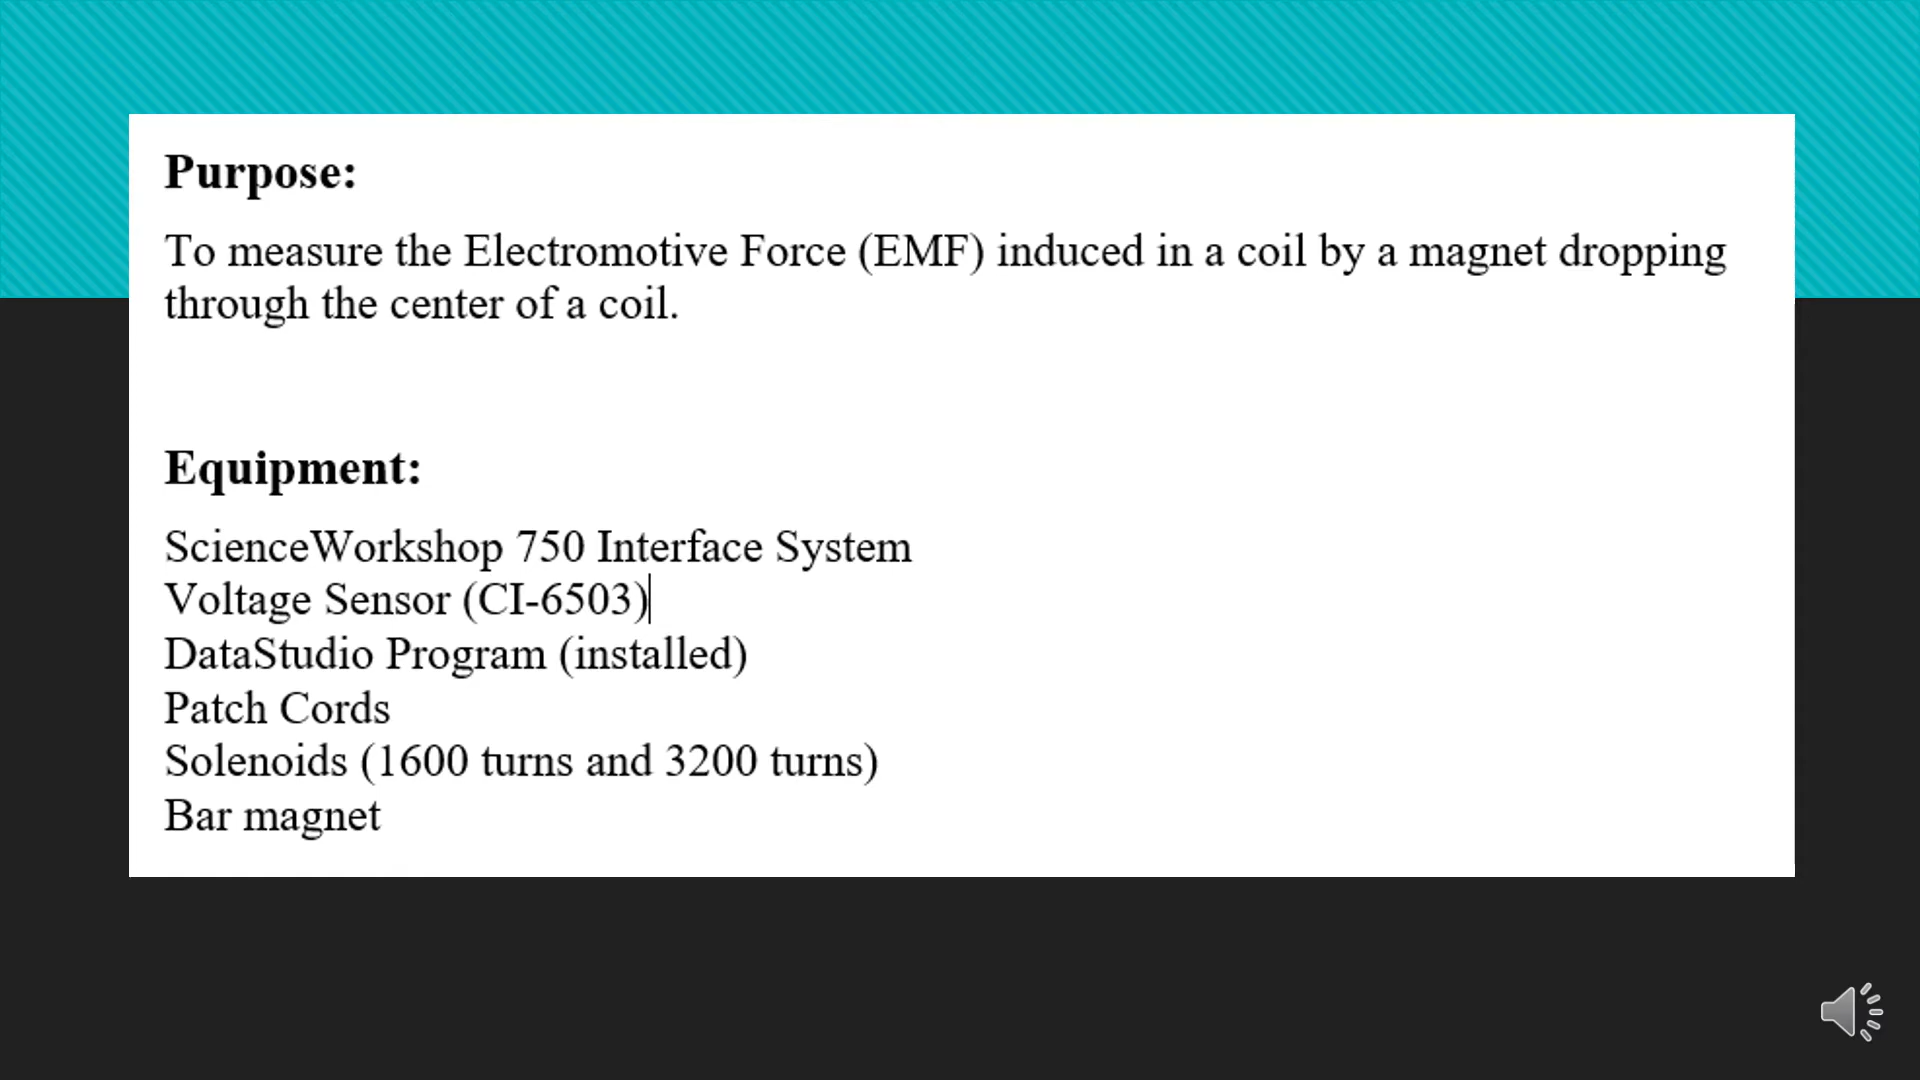 Purpose:
To measure the Electromotive Force (EMF) induced in a coil by a magnet dropping
through the center of a coil.
Equipment:
ScienceWorkshop 750 Interface System
Voltage Sensor (CI-6503)
DataStudio Program (installed)
Patch Cords
Solenoids (1600 turns and 3200 turns)
Bar magnet